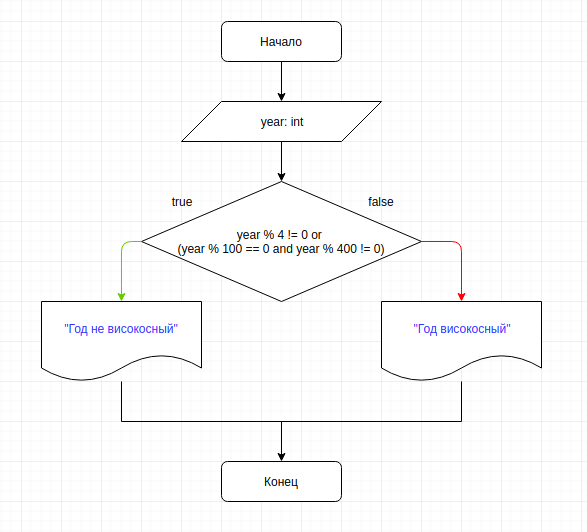 Начало
year: int
true
false
year % 4 != 0 or
(year % 100 == 0 and year % 400 != 0)
"Год не високосный"
"Год високосный"
Конец